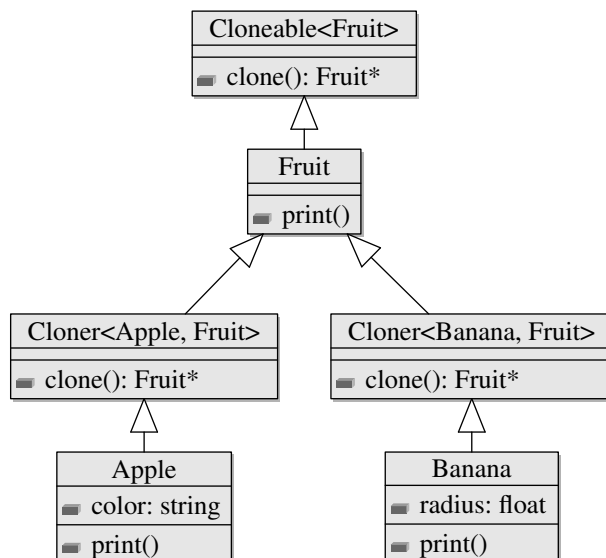 Cloneable<Fruit>
clone(): Fruit*
Fruit
print()
Cloner<Apple, Fruit>
clone(): Fruit*
Cloner<Banana, Fruit>
clone(): Fruit*
Apple
color: string
print()
Banana
radius: float
print()